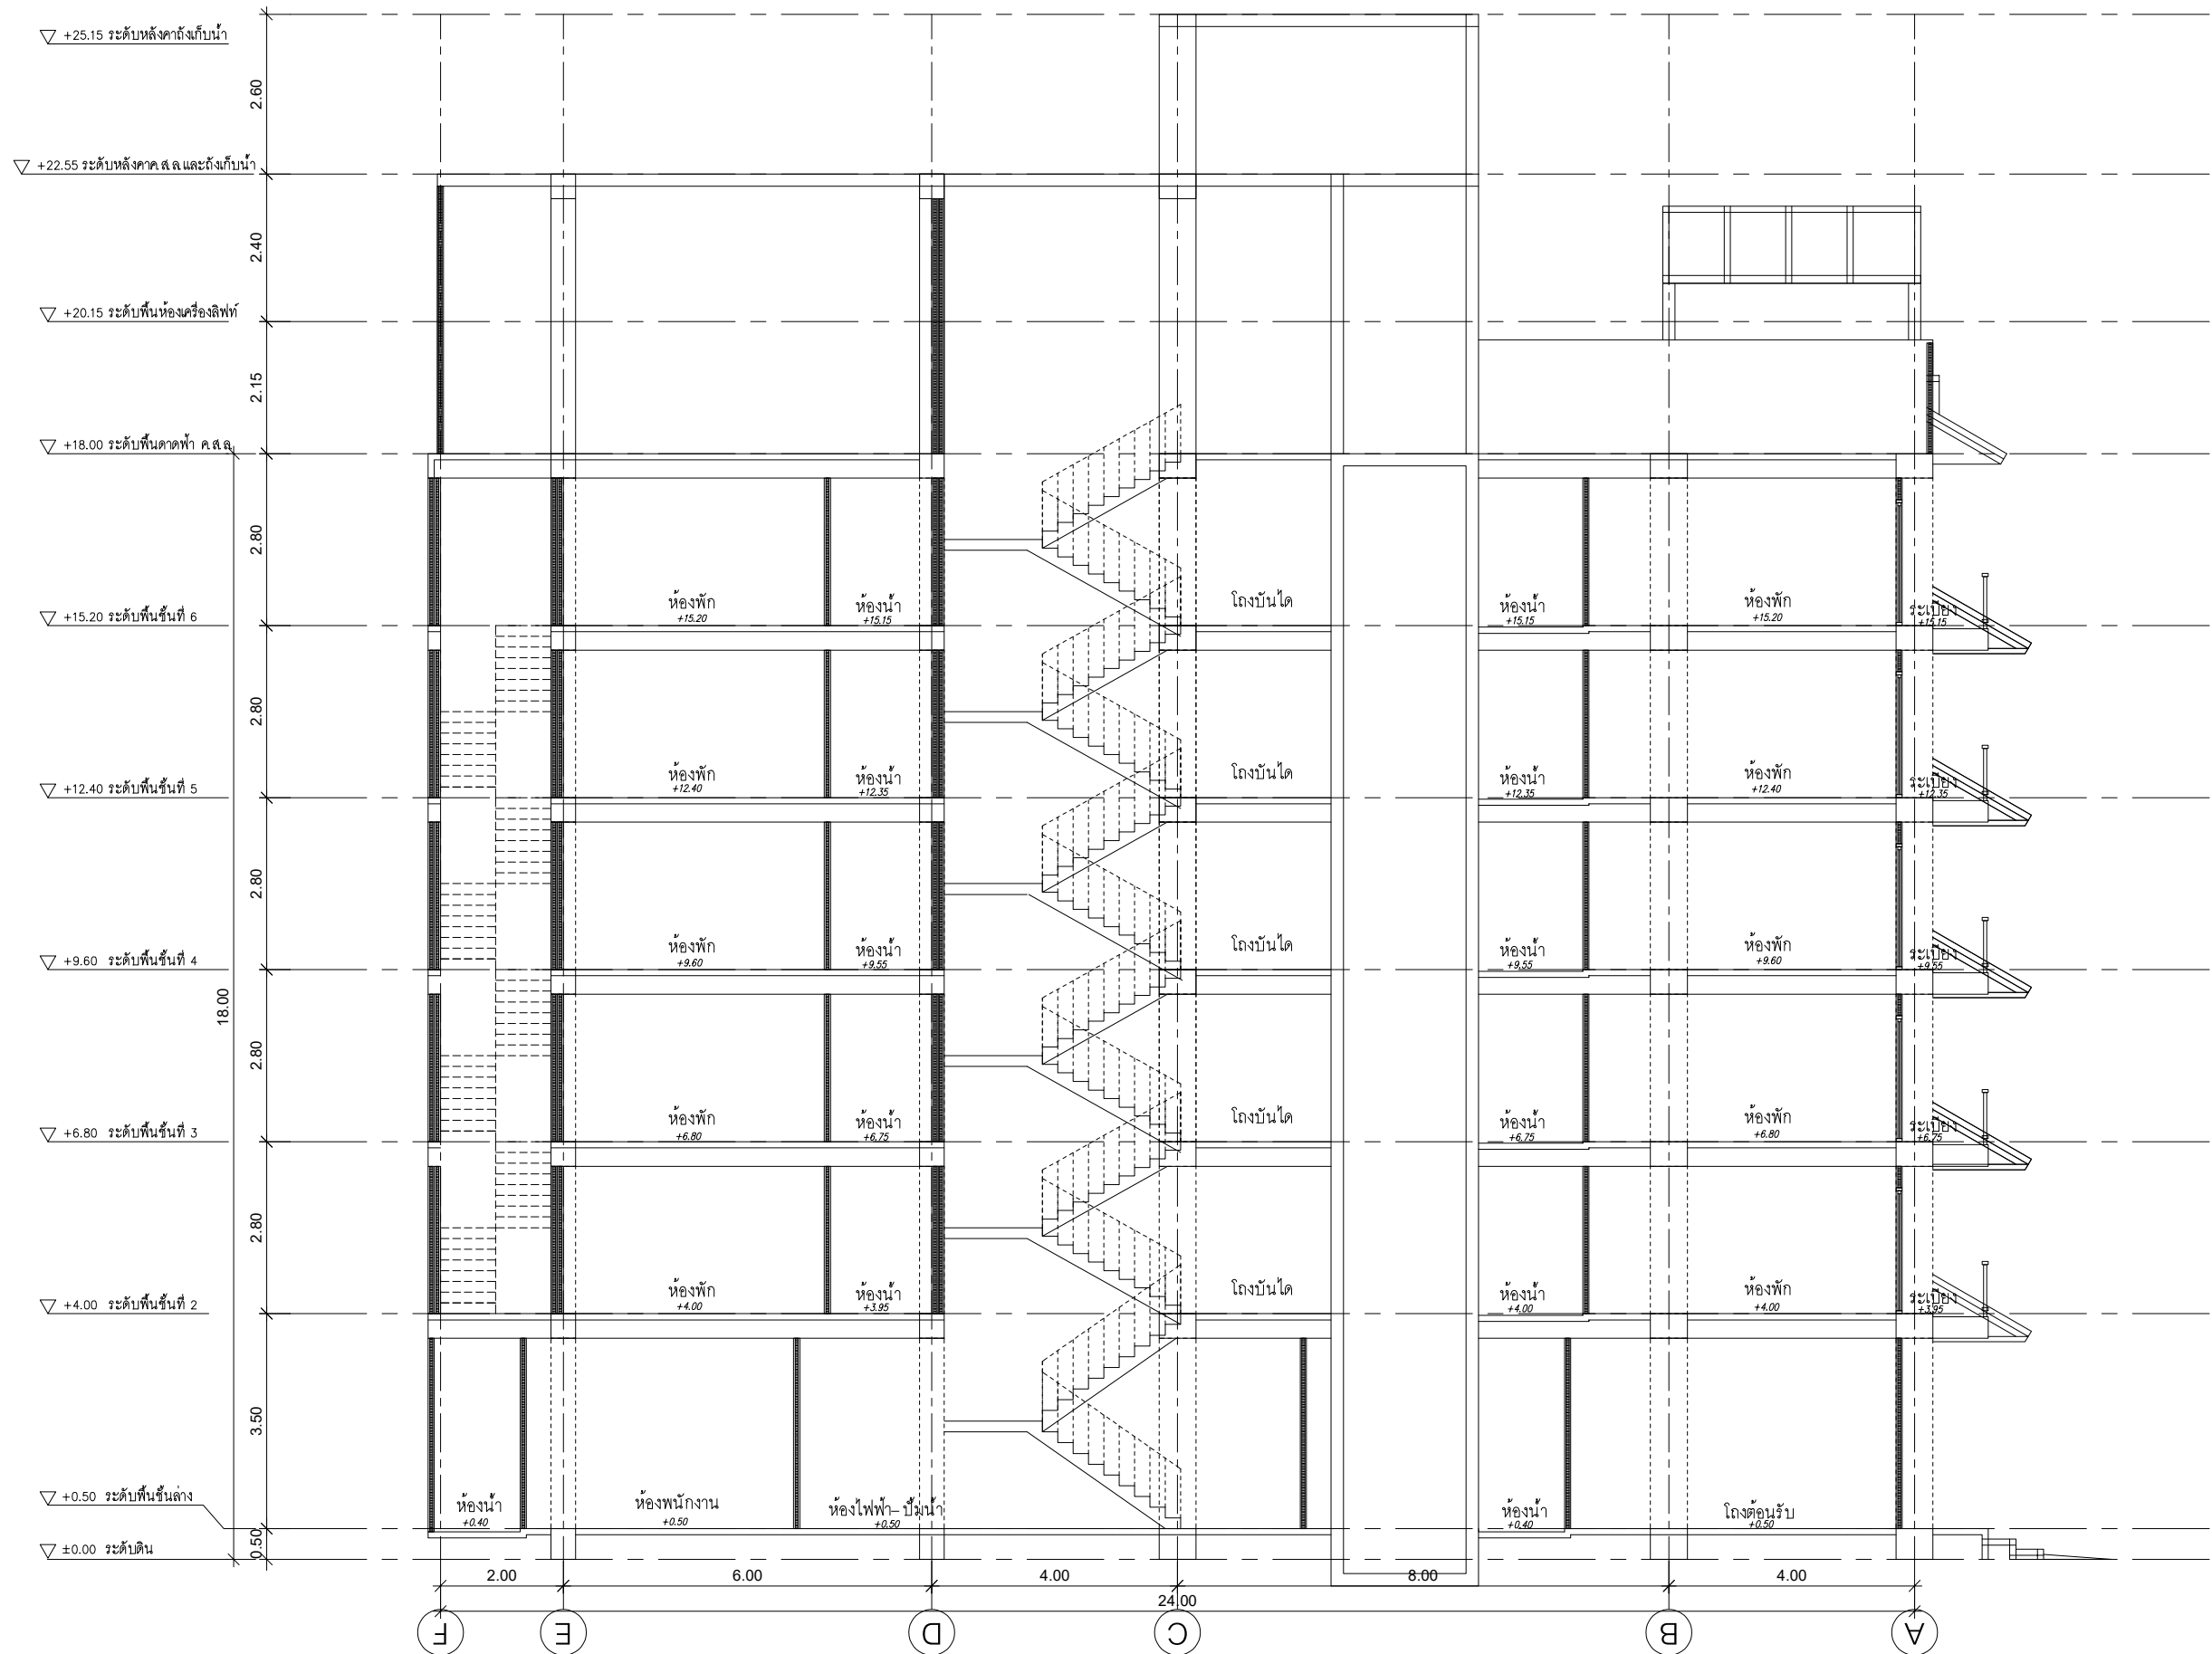 +25.15 ระดับหลังคาถังเก็บน้ำ
2.60
+22.55 ระดับหลังคาค.ส.ล.และถังเก็บน้ำ
2.40
+20.15 ระดับพื้นห้องเครื่องลิฟท์
2.15
+18.00 ระดับพื้นดาดฟ้า ค.ส.ล.
2.80
ห้องพัก
+15.20
ห้องน้ำ
+15.15
โถงบันได
ห้องน้ำ
+15.15
ห้องพัก
+15.20
ระเบียง
+15.15
+15.20 ระดับพื้นชั้นที่ 6
2.80
ห้องพัก
+12.40
ห้องน้ำ
+12.35
โถงบันได
ห้องน้ำ
+12.35
ห้องพัก
+12.40
ระเบียง
+12.35
+12.40 ระดับพื้นชั้นที่ 5
2.80
ห้องพัก
+9.60
ห้องน้ำ
+9.55
โถงบันได
ห้องน้ำ
+9.55
ห้องพัก
+9.60
ระเบียง
+9.55
+9.60 ระดับพื้นชั้นที่ 4
18.00
2.80
ห้องพัก
+6.80
ห้องน้ำ
+6.75
โถงบันได
ห้องน้ำ
+6.75
ห้องพัก
+6.80
ระเบียง
+6.75
+6.80 ระดับพื้นชั้นที่ 3
2.80
ห้องพัก
+4.00
ห้องน้ำ
+3.95
โถงบันได
ห้องน้ำ
+4.00
ห้องพัก
+4.00
ระเบียง
+3.95
+4.00 ระดับพื้นชั้นที่ 2
3.50
+0.50 ระดับพื้นชั้นล่าง
ห้องน้ำ
+0.40
ห้องพนักงาน
+0.50
ห้องไฟฟ้า-ปั๊มน้ำ
+0.50
ห้องน้ำ
+0.40
โถงต้อนรับ
+0.50
0.50
±0.00 ระดับดิน
2.00 6.00 4.00 8.00 4.00
24.00
F E D C B A